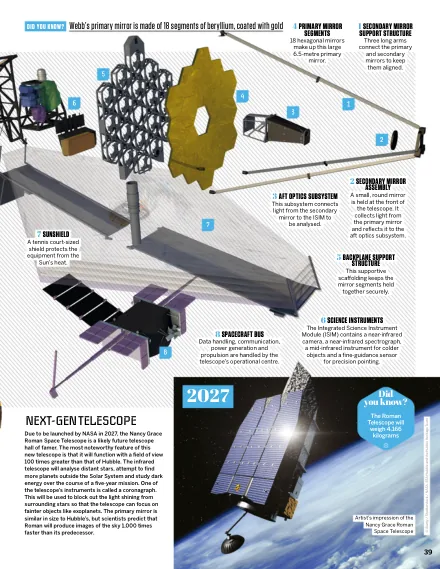 DID YOU KNOW? Webb's primary mirror is made of 18 segments of beryllium, coated with gold
4 PRIMARY MIRROR
SEGMENTS
18 hexagonal mirrors
make up this large
6.5-metre primary
mirror.
1 SECONDARY MIRROR
SUPPORT STRUCTURE
Three long arms
connect the primary
and secondary
mirrors to keep
them aligned.
5
6
4
3
1
2
3 AFT OPTICS SUBSYSTEM
This subsystem connects
light from the secondary
mirror to the ISIM to
be analysed.
2 SECONDARY MIRROR
ASSEMBLY
A small, round mirror
is held at the front of
the telescope. It
collects light from
the primary mirror
and reflects it to the
aft optics subsystem.
7 SUNSHIELD
A tennis court-sized
shield protects the
equipment from the
Sun's heat.
7
5 BACKPLANE SUPPORT
STRUCTURE
This supportive
scaffolding keeps the
mirror segments held
together securely.
8 SPACECRAFT BUS
Data handling, communication,
power generation and
propulsion are handled by the
telescope's operational centre.
6 SCIENCE INSTRUMENTS
The Integrated Science Instrument
Module (ISIM) contains a near-infrared
camera, a near-infrared spectrograph,
a mid-infrared instrument for colder
objects and a fine-guidance sensor
for precision pointing.
8
2027
Did
you know?
The Roman
Telescope will
weigh 4,166
kilograms
NEXT-GEN TELESCOPE
Due to be launched by NASA in 2027, the Nancy Grace
Roman Space Telescope is a likely future telescope
hall of famer. The most noteworthy feature of this
new telescope is that it will function with a field of view
100 times greater than that of Hubble. The infrared
telescope will analyse distant stars, attempt to find
more planets outside the Solar System and study dark
energy over the course of a five-year mission. One of
the telescope's instruments is called a coronagraph.
This will be used to block out the light shining from
surrounding stars so that the telescope can focus on
fainter objects like exoplanets. The primary mirror is
similar in size to Hubble's, but scientists predict that
Roman will produce images of the sky 1,000 times
faster than its predecessor.
Artist's impression of the
Nancy Grace Roman
Space Telescope
39